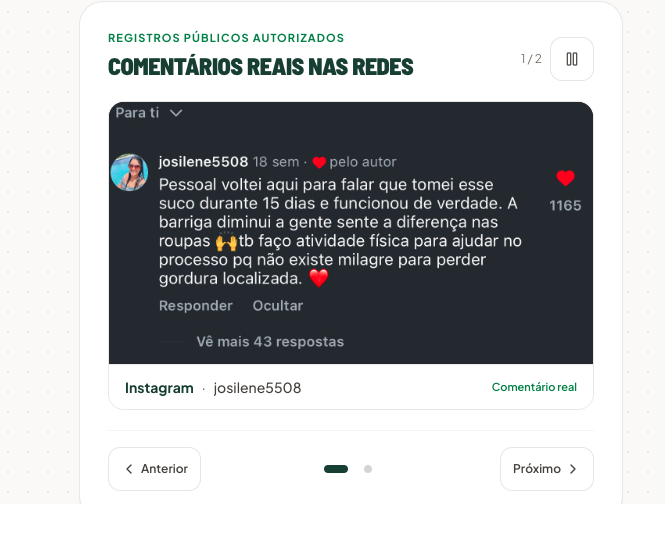 REGISTROS PÚBLICOS AUTORIZADOS
COMENTÁRIOS REAIS NAS REDES
1 / 2
Para ti
josilene5508 18 sem · ❤️ pelo autor
Pessoal voltei aqui para falar que tomei esse
suco durante 15 dias e funcionou de verdade. A
barriga diminui a gente sente a diferença nas
roupas 🙌tb faço atividade física para ajudar no
processo pq não existe milagre para perder
gordura localizada. ❤️
1165
Responder Ocultar
Vê mais 43 respostas
Instagram · josilene5508
Comentário real
Anterior
Próximo